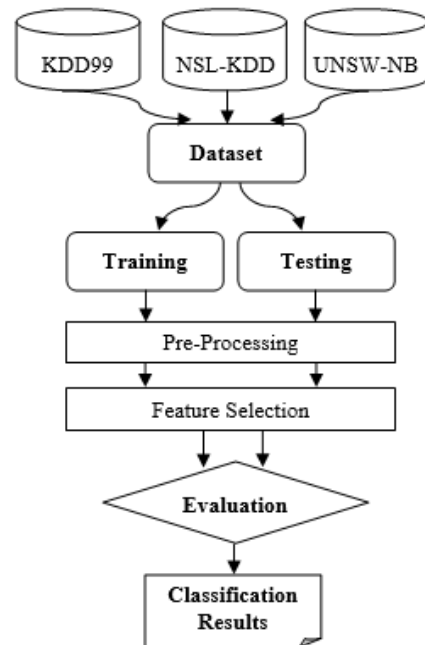 KDD99
NSL-KDD
UNSW-NB
Dataset
Training
Testing
Pre-Processing
Feature Selection
Evaluation
Classification
Results